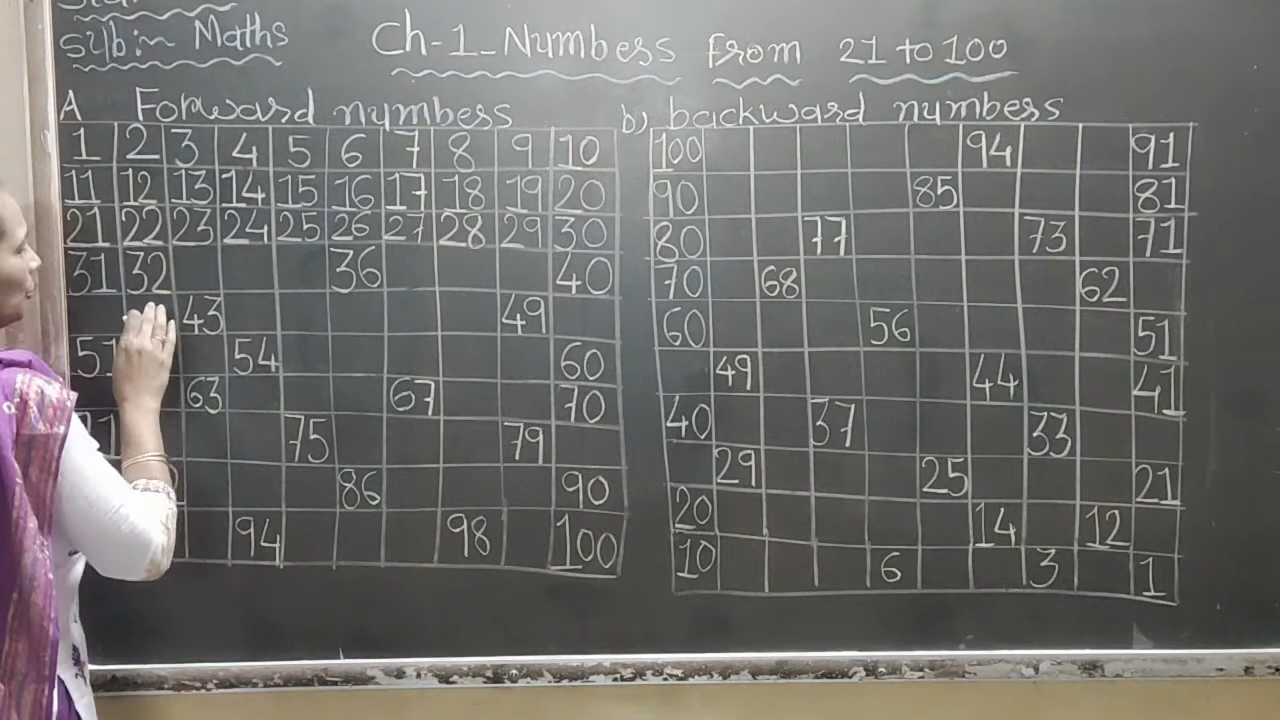 Sub:- Maths
Ch-1-Numbers from 21 to 100
A Forward numbers
1 2 3 4 5 6 7 8 9 10
11 12 13 14 15 16 17 18 19 20
21 22 23 24 25 26 27 28 29 30
31 32 36 40
43 49
51 54 60
63 67 70
75 79
86 90
94 98 100
b) backward numbers
100 94 91
90 85 81
80 77 73 71
70 68 62
60 56 51
49 44 41
40 37 33
29 25 21
20 14 12
10 6 3 1